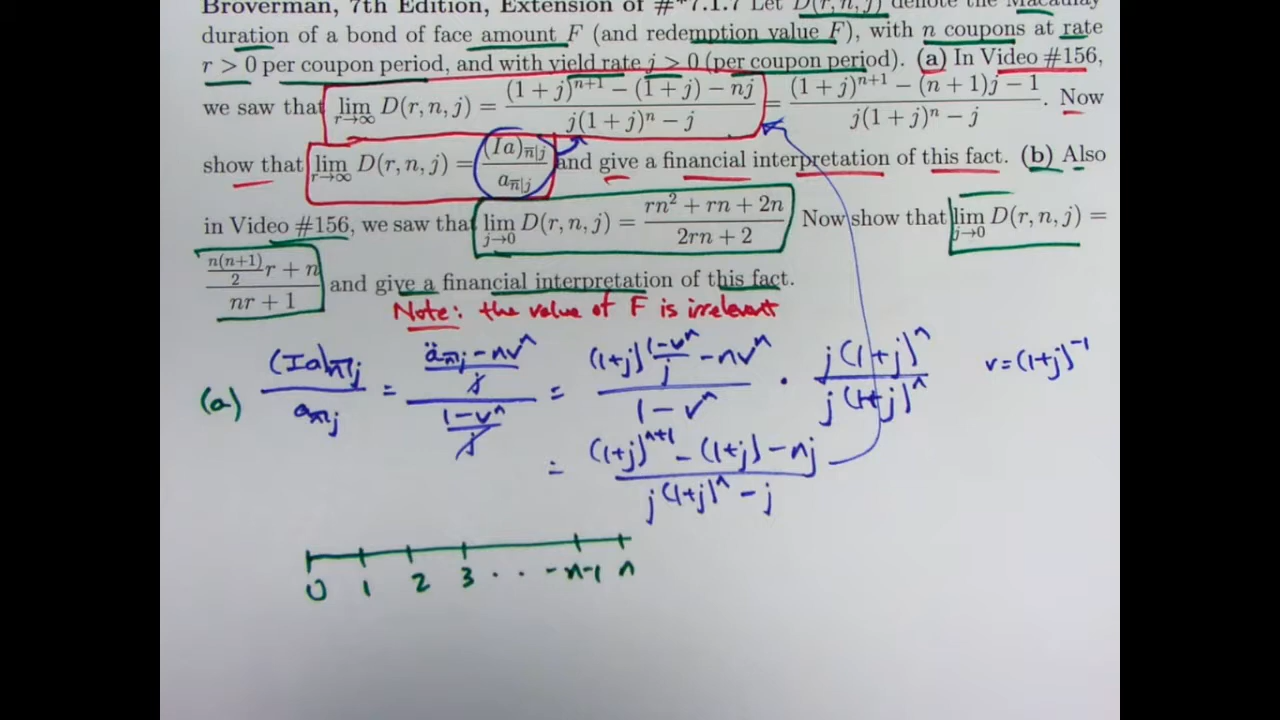 Broverman, 7th Edition, Extension of #*7.1.7 Let D(r, n, j) denote the Macaulay
duration of a bond of face amount F (and redemption value F), with n coupons at rate
r > 0 per coupon period, and with yield rate j > 0 (per coupon period). (a) In Video #156,
we saw that lim_{r→∞} D(r, n, j) = ((1 + j)^{n+1} − (1 + j) − nj) / (j(1 + j)^n − j) = ((1 + j)^{n+1} − (n + 1)j − 1) / (j(1 + j)^n − j). Now
show that lim_{r→∞} D(r, n, j) = (Ia)_{n̅|j} / a_{n̅|j} and give a financial interpretation of this fact. (b) Also
in Video #156, we saw that lim_{j→0} D(r, n, j) = (rn² + rn + 2n) / (2rn + 2) Now show that lim_{j→0} D(r, n, j) =
(n(n+1)/2 r + n) / (nr + 1) and give a financial interpretation of this fact.
Note: the value of F is irrelevant
(a) (Ia)_{n̅|j} / a_{n̅|j} = ((ä_{n̅|j} − nvⁿ) / j) / ((1 − vⁿ) / j) = ((1+j) (1−vⁿ)/j − nvⁿ) / (1 − vⁿ) · j(1+j)ⁿ / j(1+j)ⁿ v = (1+j)^{−1}
= ((1+j)^{n+1} − (1+j) − nj) / (j(1+j)ⁿ − j)
0 1 2 3 · · · n-1 n